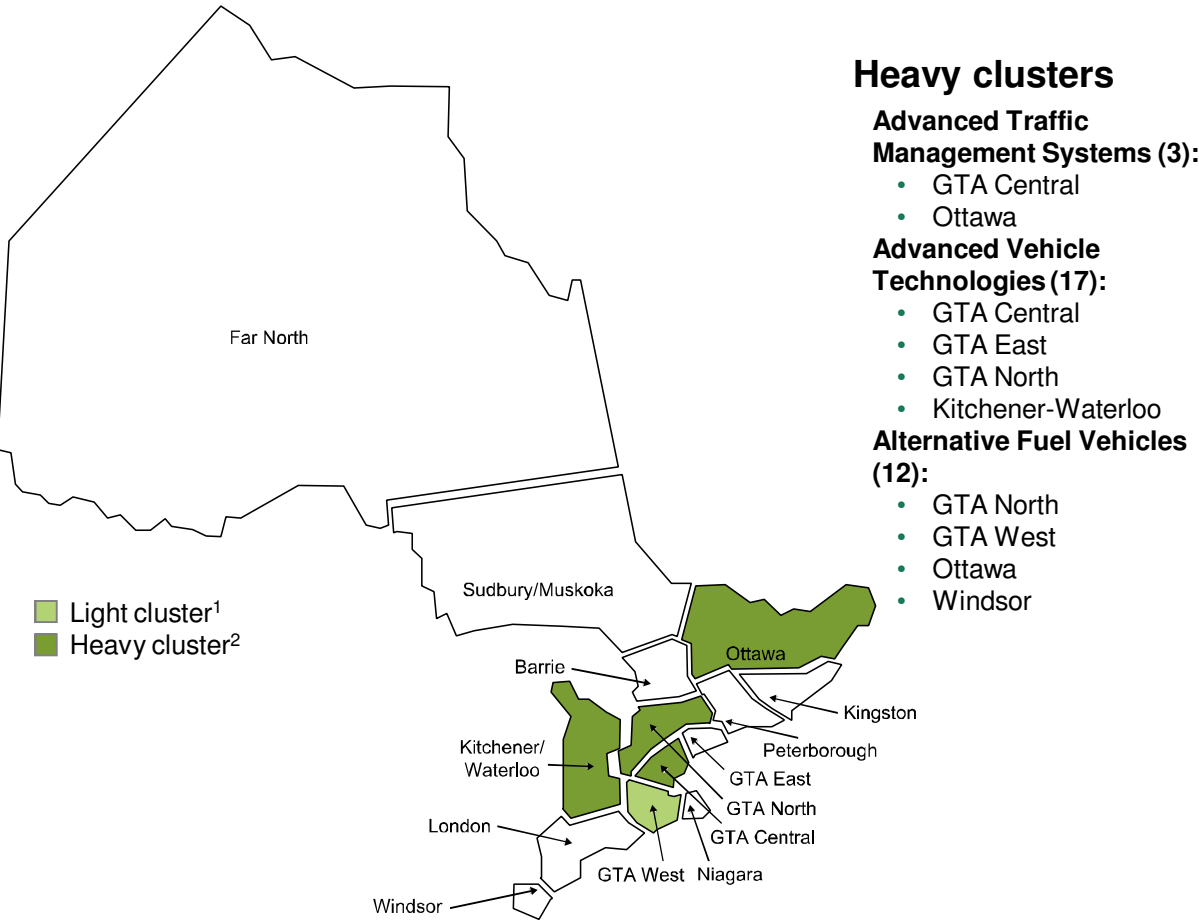 Heavy clusters
Advanced Traffic
Management Systems (3):
• GTA Central
• Ottawa
Advanced Vehicle
Technologies (17):
• GTA Central
• GTA East
• GTA North
• Kitchener-Waterloo
Alternative Fuel Vehicles
(12):
• GTA North
• GTA West
• Ottawa
• Windsor
Far North
Sudbury/Muskoka
Light cluster¹
Heavy cluster²
Ottawa
Barrie
Kingston
Kitchener/
Waterloo
Peterborough
GTA East
GTA North
London
GTA Central
GTA West
Niagara
Windsor